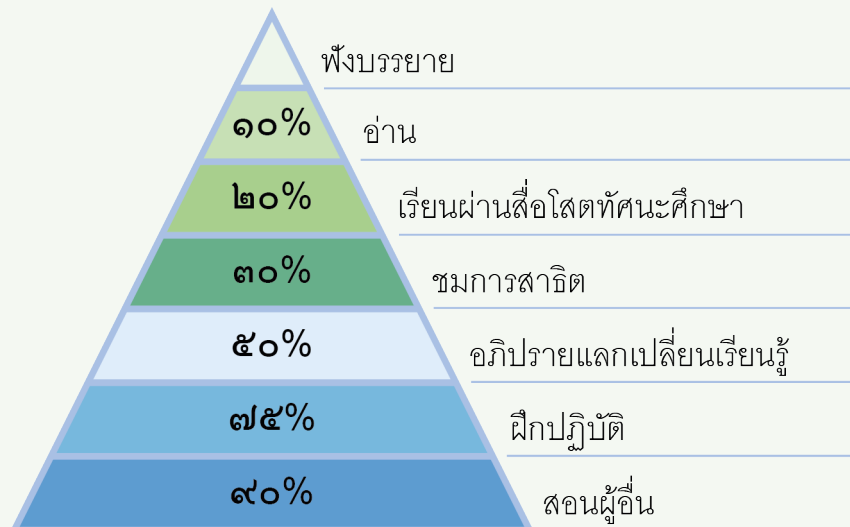 ฟังบรรยาย
๑๐% อ่าน
๒๐% เรียนผ่านสื่อโสตทัศนะศึกษา
๓๐% ชมการสาธิต
๕๐% อภิปรายแลกเปลี่ยนเรียนรู้
๗๕% ฝึกปฏิบัติ
๙๐% สอนผู้อื่น